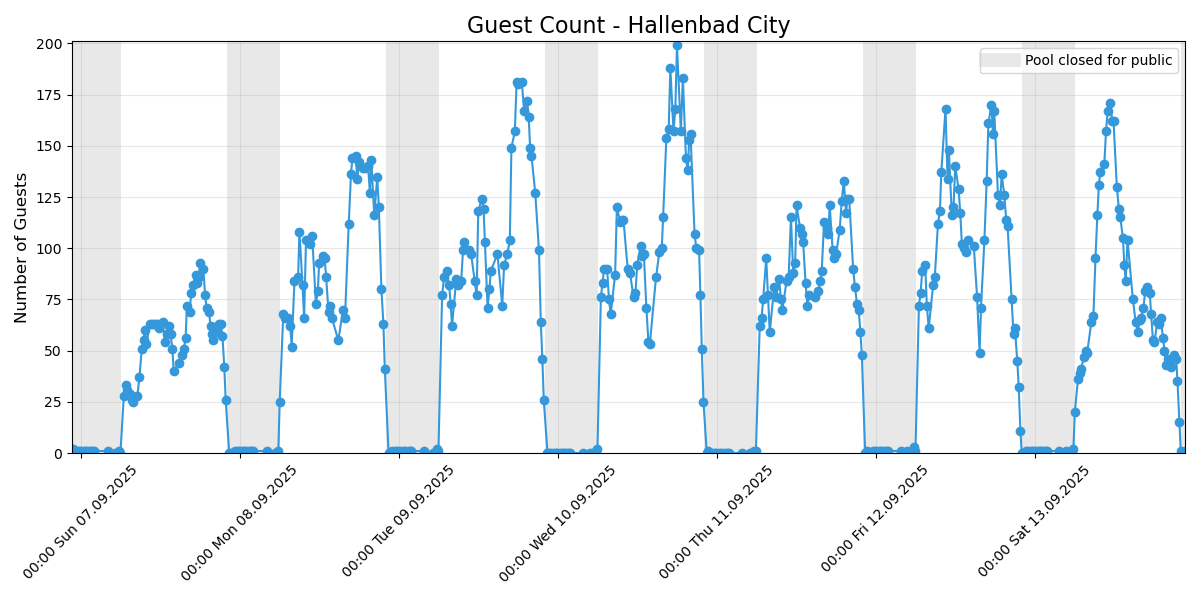 Guest Count - Hallenbad City
Pool closed for public
Number of Guests
200
175
150
125
100
75
50
25
0
00:00 Sun 07.09.2025
00:00 Mon 08.09.2025
00:00 Tue 09.09.2025
00:00 Wed 10.09.2025
00:00 Thu 11.09.2025
00:00 Fri 12.09.2025
00:00 Sat 13.09.2025